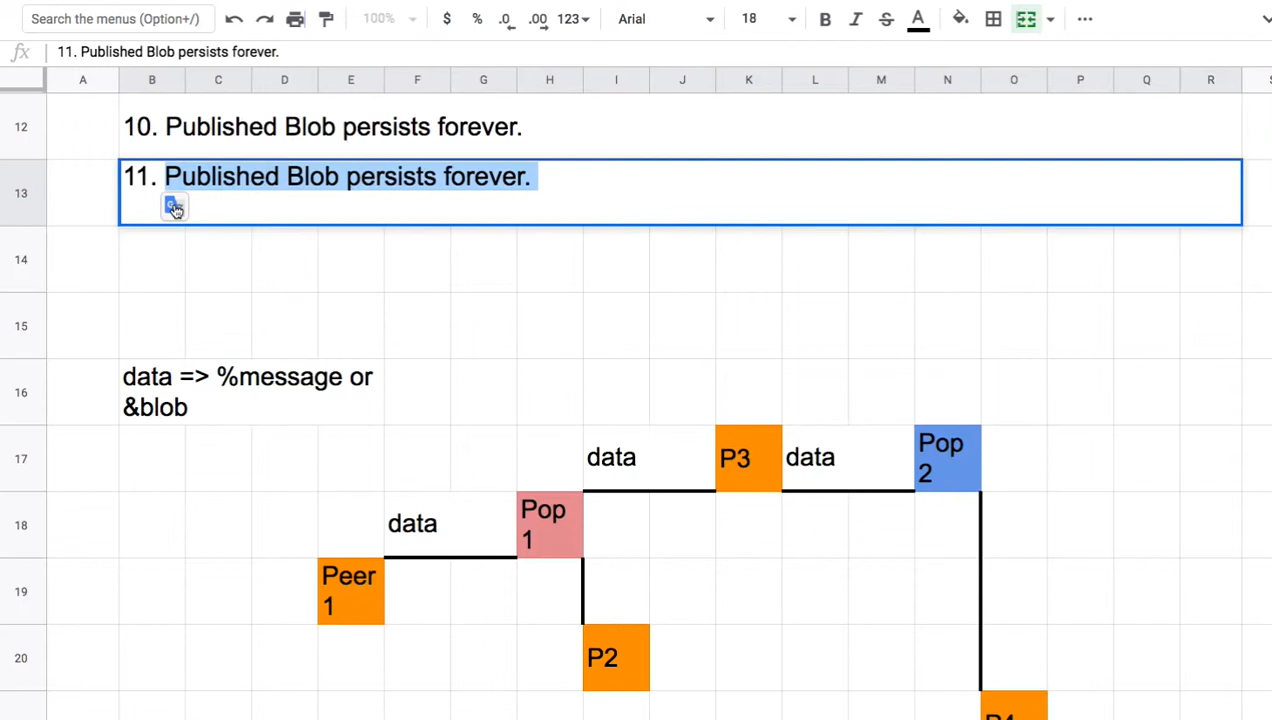 Search the menus (Option+/)
100%
$
%
.0
.00
123
Arial
18
B
I
S
A
fx
11. Published Blob persists forever.
A B C D E F G H I J K L M N O P Q R
12
10. Published Blob persists forever.
13
11. Published Blob persists forever.
14
15
16
data => %message or
&blob
17
data
P3
data
Pop
2
18
data
Pop
1
19
Peer
1
20
P2